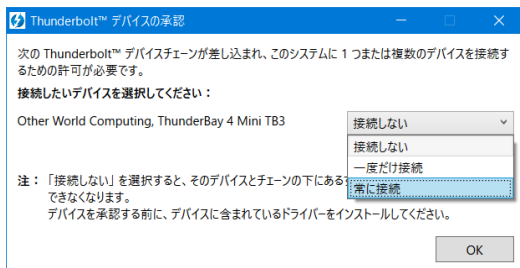 Thunderbolt™ デバイスの承認
次の Thunderbolt™ デバイスチェーンが差し込まれ、このシステムに 1 つまたは複数のデバイスを接続す
るための許可が必要です。
接続したいデバイスを選択してください：
Other World Computing, ThunderBay 4 Mini TB3
接続しない
接続しない
一度だけ接続
常に接続
注： 「接続しない」を選択すると、そのデバイスとチェーンの下にある
できなくなります。
デバイスを承認する前に、デバイスに含まれているドライバーをインストールしてください。
OK